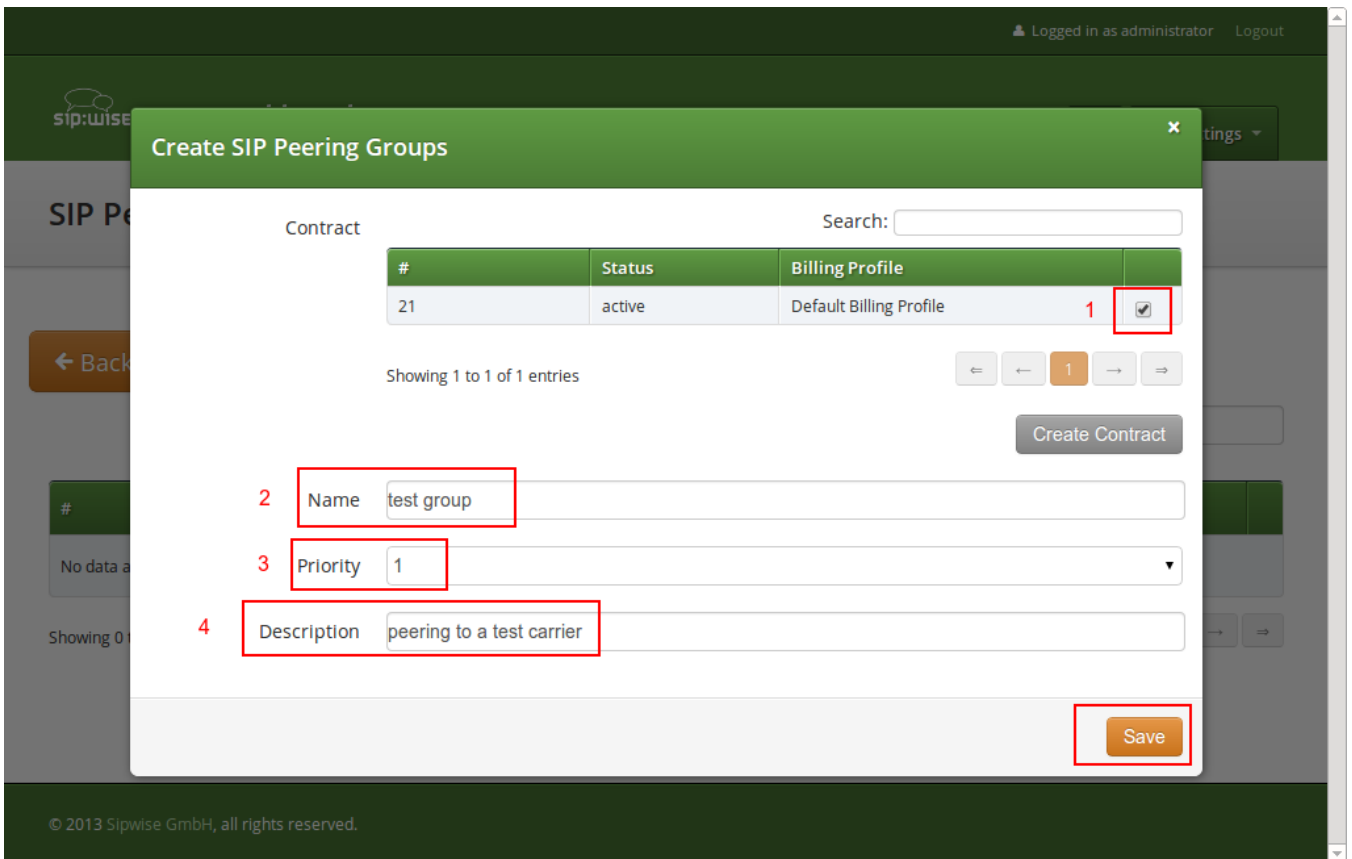 Logged in as administrator Logout
sip:wise
tings
Create SIP Peering Groups ×
SIP Pe
Contract
Search:
# Status Billing Profile
21 active Default Billing Profile 1
← Back
Showing 1 to 1 of 1 entries
⇐ ← 1 → ⇒
Create Contract
2 Name test group
#
3 Priority 1
No data a
4 Description peering to a test carrier
Showing 0
→ ⇒
Save
© 2013 Sipwise GmbH, all rights reserved.